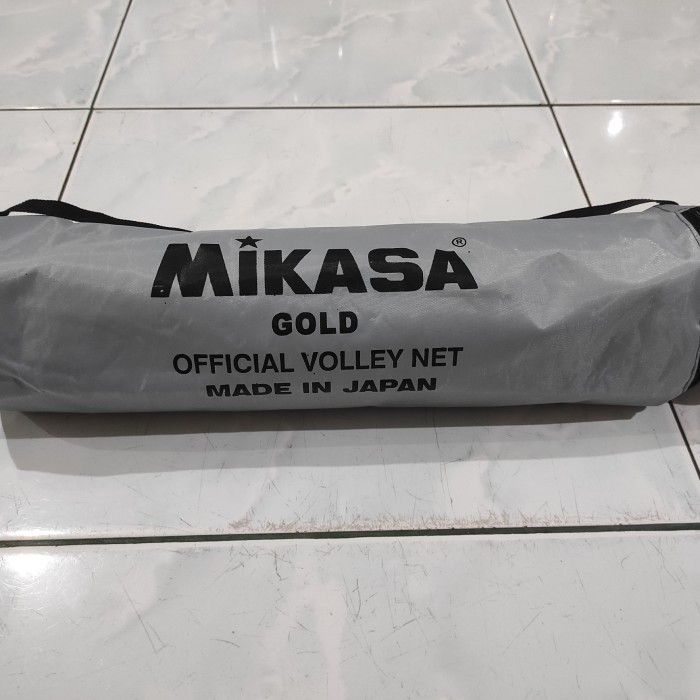 MIKASA®
GOLD
OFFICIAL VOLLEY NET
MADE IN JAPAN